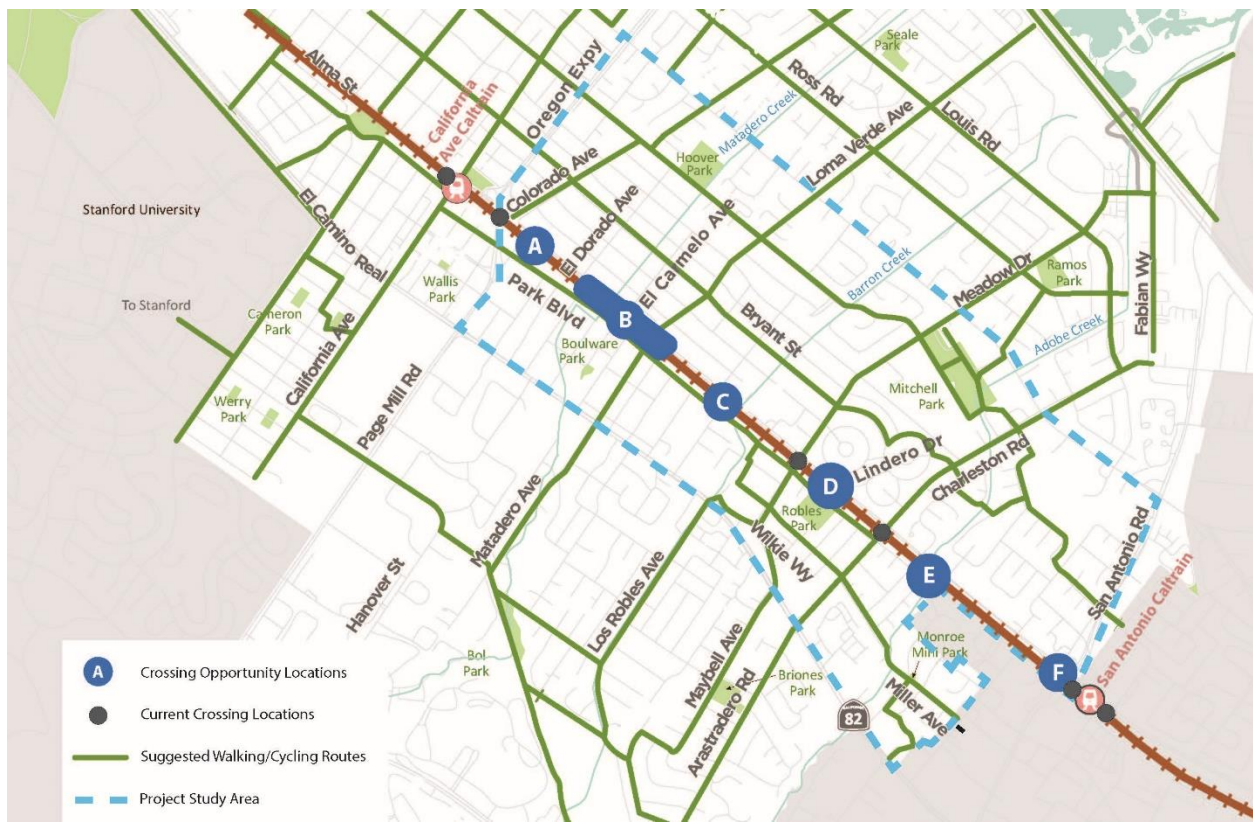 Alma St
California
Ave Caltrain
Oregon Expy
Seale
Park
Ross Rd
Louis Rd
Matadero Creek
Loma Verde Ave
Hoover
Park
Colorado Ave
Stanford University
El Camino Real
A
El Dorado Ave
El Carmelo Ave
Wallis
Park
Park Blvd
B
Barron Creek
Ramos
Park
Meadow Dr
Fabian Wy
To Stanford
Cameron
Park
California Ave
Boulware
Park
Bryant St
Adobe Creek
Werry
Park
Page Mill Rd
C
Mitchell
Park
Lindero Dr
Charleston Rd
D
Robles
Park
Matadero Ave
Wilkie Wy
San Antonio Rd
Hanover St
Los Robles Ave
E
San Antonio Caltrain
Monroe
Mini Park
F
Bol
Park
Maybell Ave
Briones
Park
Arastradero Rd
Miller Ave
CALIFORNIA
82
A
Crossing Opportunity Locations
Current Crossing Locations
Suggested Walking/Cycling Routes
Project Study Area